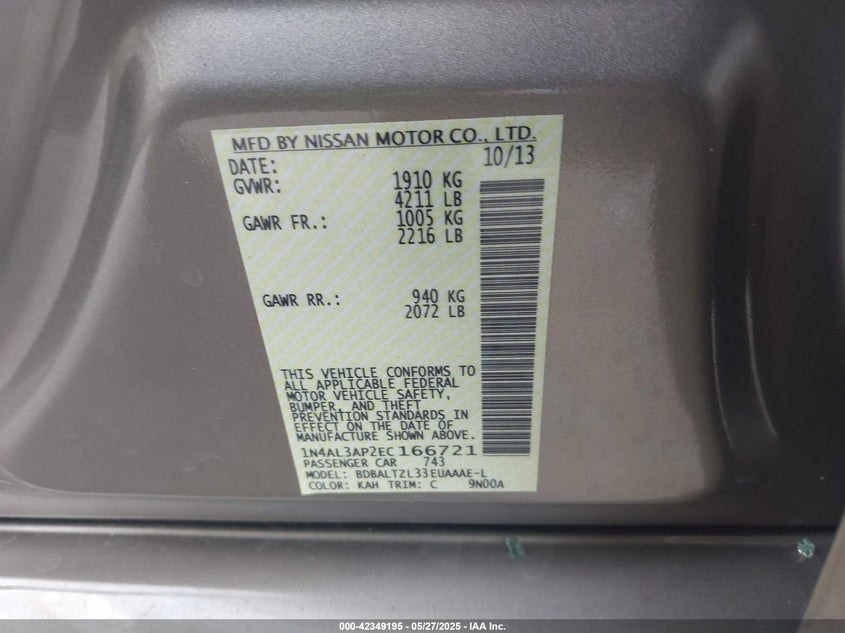 MFD BY NISSAN MOTOR CO., LTD.
DATE: 10/13
GVWR: 1910 KG
4211 LB
GAWR FR.: 1005 KG
2216 LB
GAWR RR.: 940 KG
2072 LB
THIS VEHICLE CONFORMS TO
ALL APPLICABLE FEDERAL
MOTOR VEHICLE SAFETY,
BUMPER, AND THEFT
PREVENTION STANDARDS IN
EFFECT ON THE DATE OF
MANUFACTURE SHOWN ABOVE.
1N4AL3AP2EC166721
PASSENGER CAR 743
MODEL: BDBALTZL33EUAAAE-L
COLOR: KAH TRIM: C 9N00A
000-42349195 - 05/27/2025 - IAA Inc.